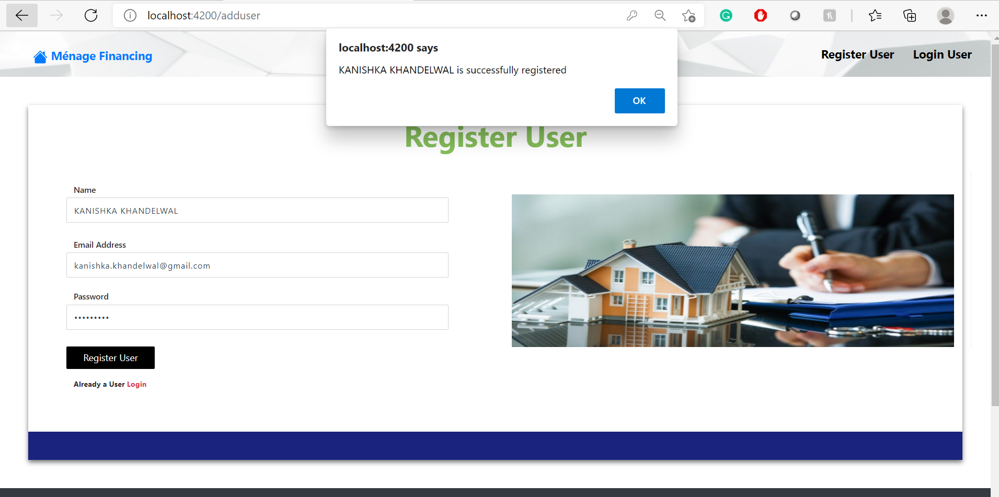 localhost:4200/adduser
localhost:4200 says
KANISHKA KHANDELWAL is successfully registered
OK
Ménage Financing
Register User
Login User
Register User
Name
KANISHKA KHANDELWAL
Email Address
kanishka.khandelwal@gmail.com
Password
•••••••••
Register User
Already a User Login